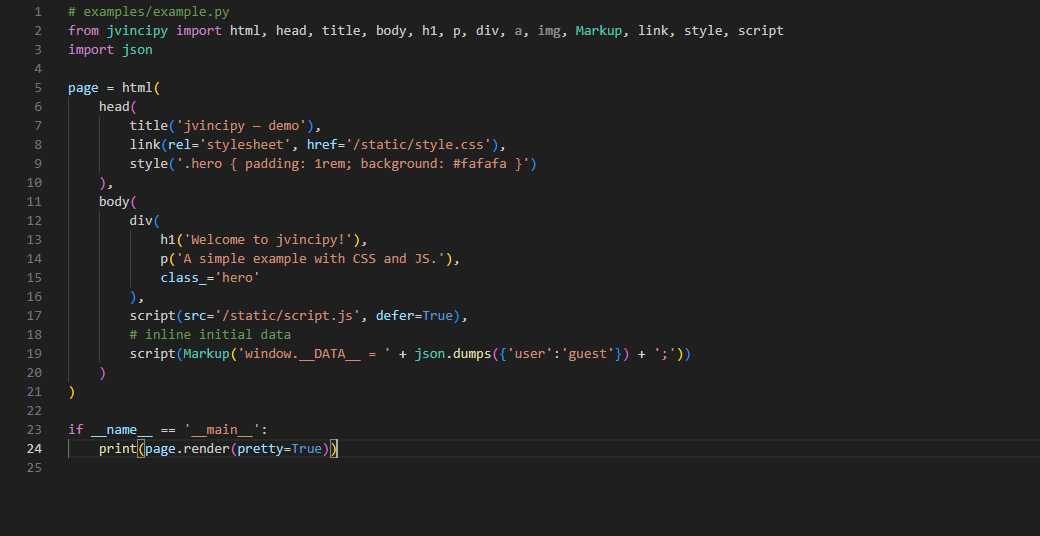 1 # examples/example.py
2 from jvincipy import html, head, title, body, h1, p, div, a, img, Markup, link, style, script
3 import json
4
5 page = html(
6     head(
7         title('jvincipy — demo'),
8         link(rel='stylesheet', href='/static/style.css'),
9         style('.hero { padding: 1rem; background: #fafafa }')
10     ),
11     body(
12         div(
13             h1('Welcome to jvincipy!'),
14             p('A simple example with CSS and JS.'),
15             class_='hero'
16         ),
17         script(src='/static/script.js', defer=True),
18         # inline initial data
19         script(Markup('window.__DATA__ = ' + json.dumps({'user':'guest'}) + ';'))
20     )
21 )
22
23 if __name__ == '__main__':
24     print(page.render(pretty=True))
25